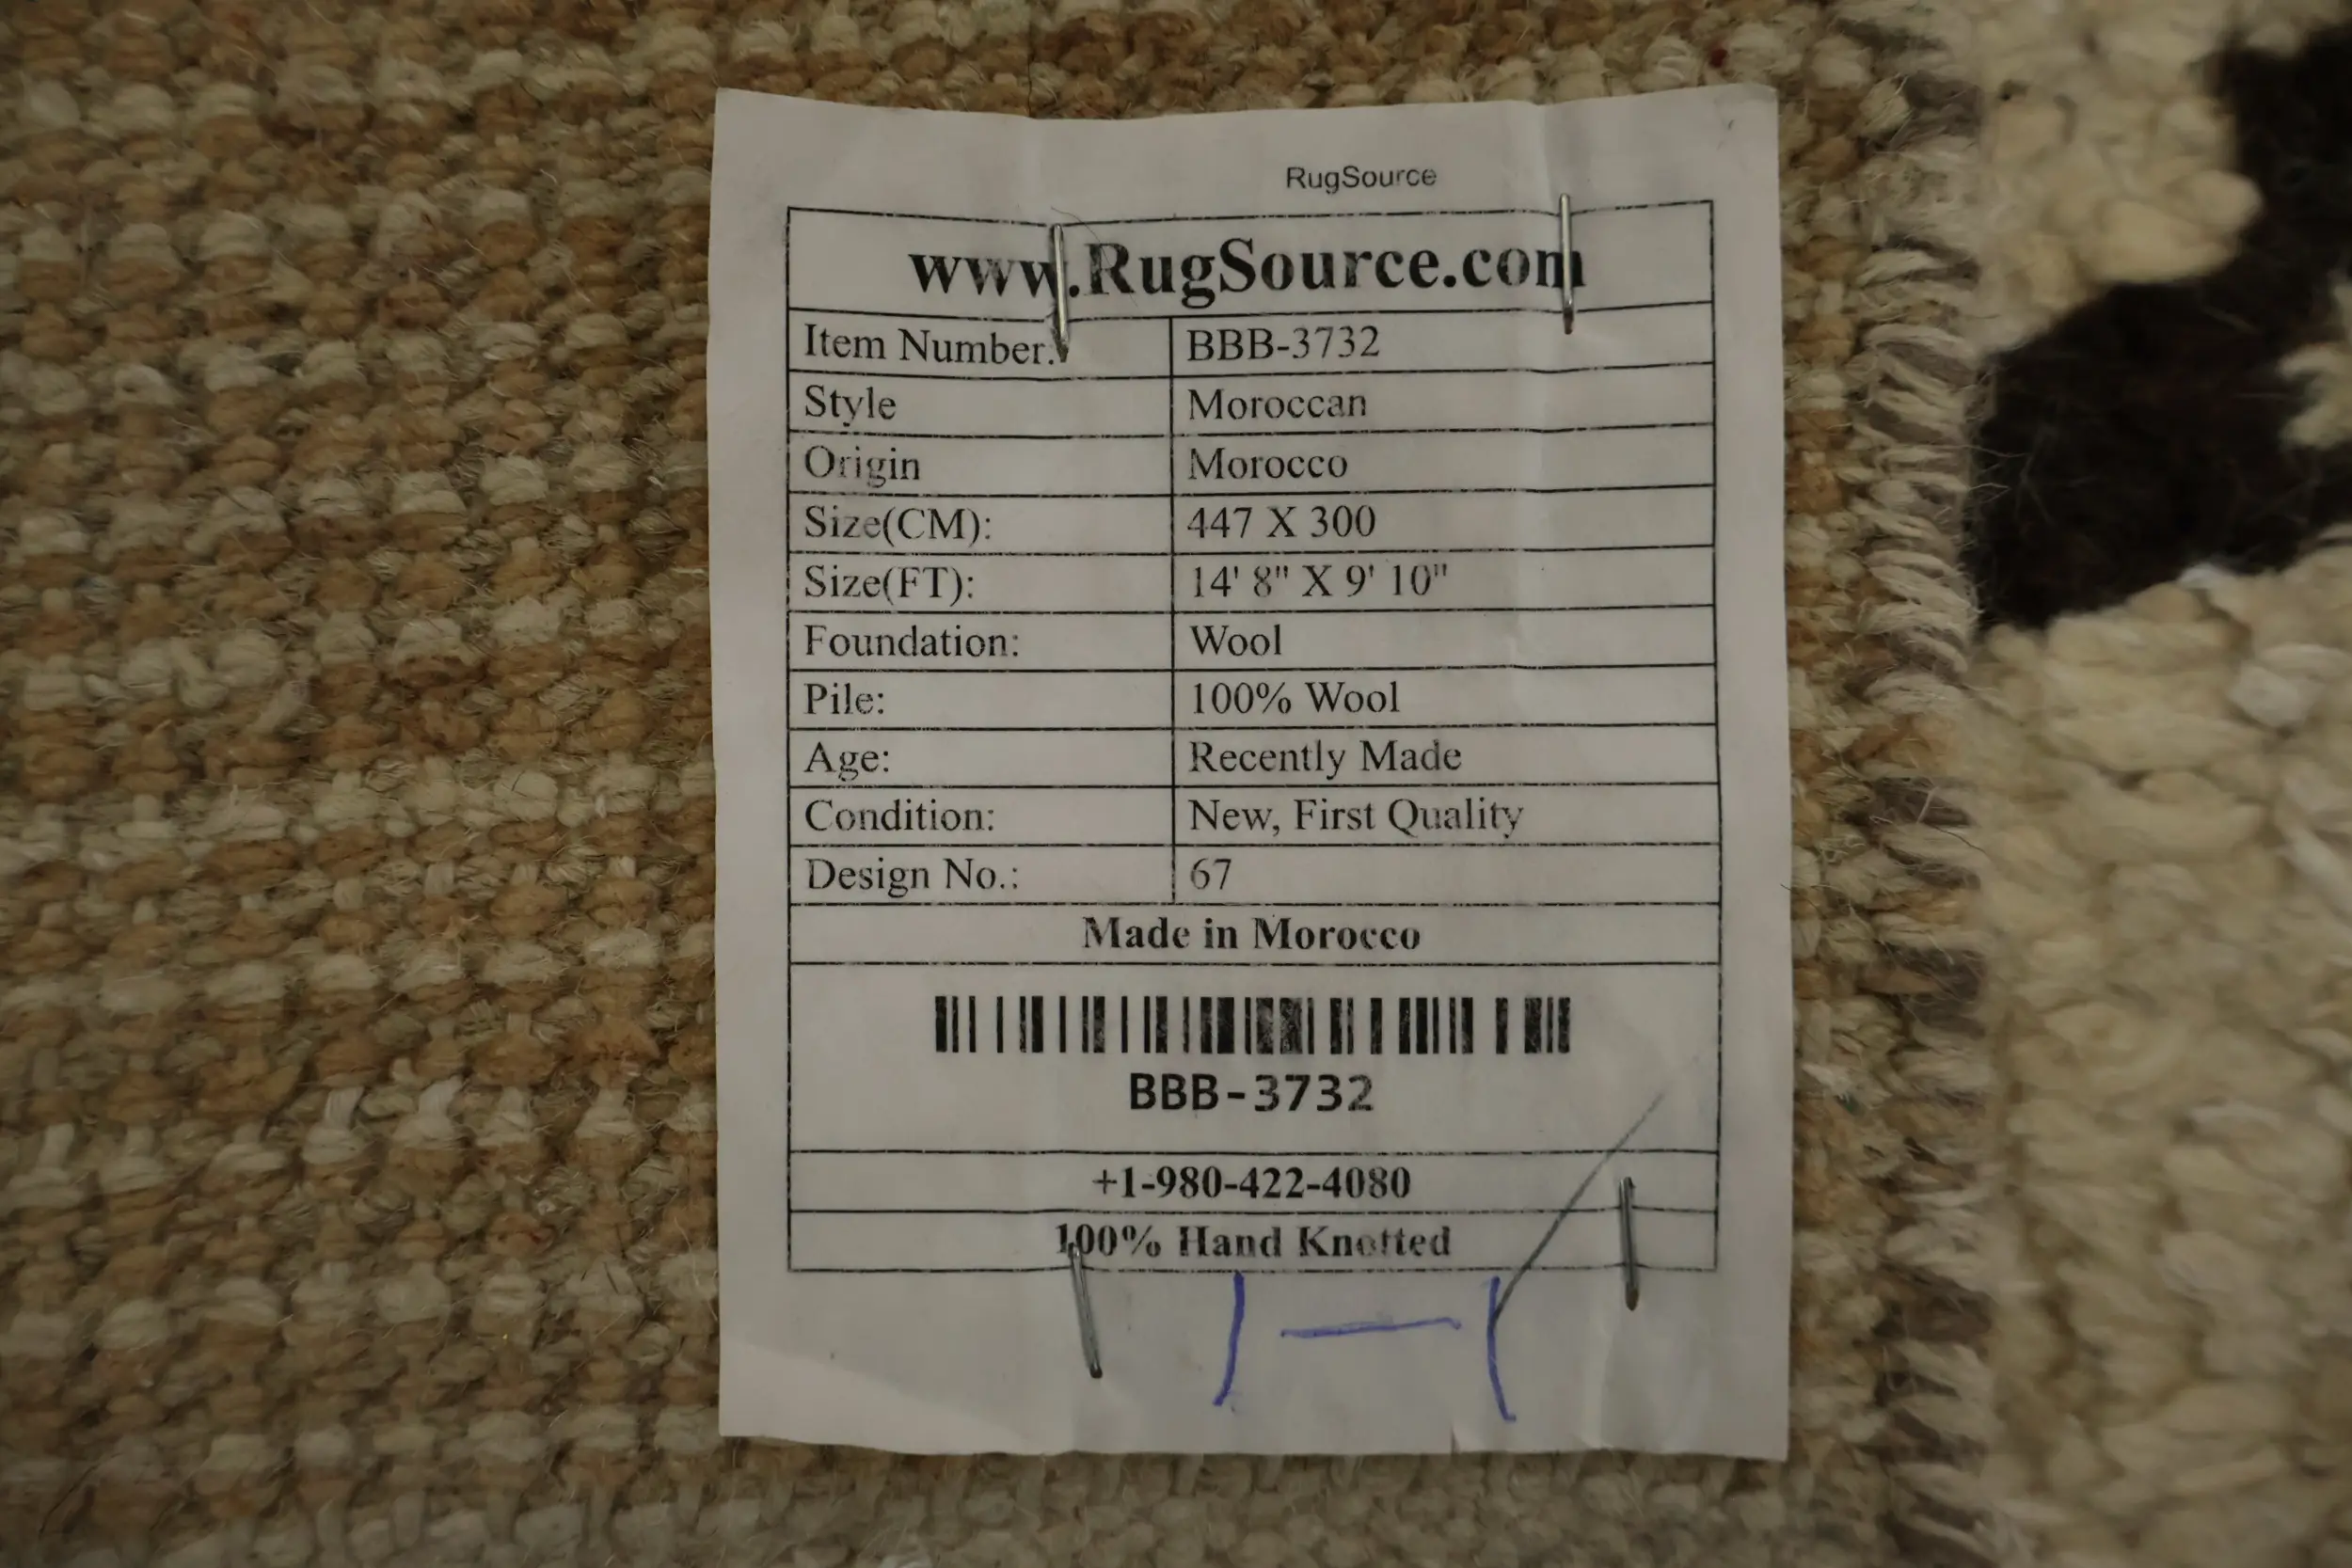 RugSource
www.RugSource.com
Item Number: BBB-3732
Style Moroccan
Origin Morocco
Size(CM): 447 X 300
Size(FT): 14' 8" X 9' 10"
Foundation: Wool
Pile: 100% Wool
Age: Recently Made
Condition: New, First Quality
Design No.: 67
Made in Morocco
BBB-3732
+1-980-422-4080
100% Hand Knotted
1-1